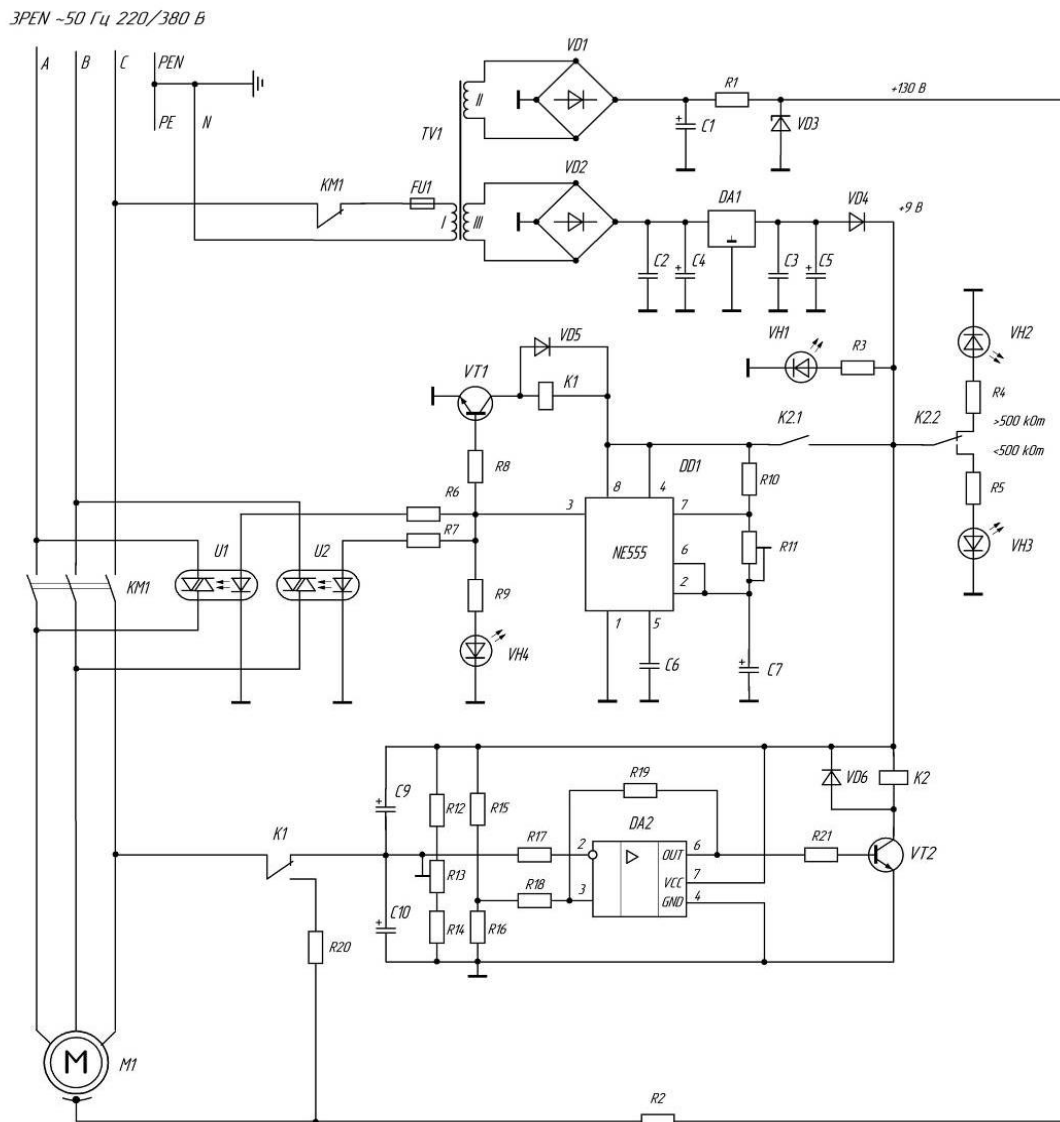 3PEN ~50 Гц 220/380 В
A B C PEN
PE N
VD1
II
TV1
R1
+130 В
C1
VD3
KM1
FU1
I
III
VD2
DA1
VD4
+9 В
C2
C4
C3
C5
VD5
VT1
K1
VH1
R3
VH2
R4
>500 kOm
<500 kOm
K2.1
K2.2
R5
VH3
R8
R6
R7
3
8
4
DD1
7
NE555
6
2
1
5
R10
R11
U1
U2
KM1
R9
VH4
C6
C7
C9
R12
R15
R19
VD6
K2
K1
R17
2
DA2
OUT
6
VCC
7
GND
4
R21
VT2
R13
R18
3
C10
R14
R16
R20
M
M1
R2